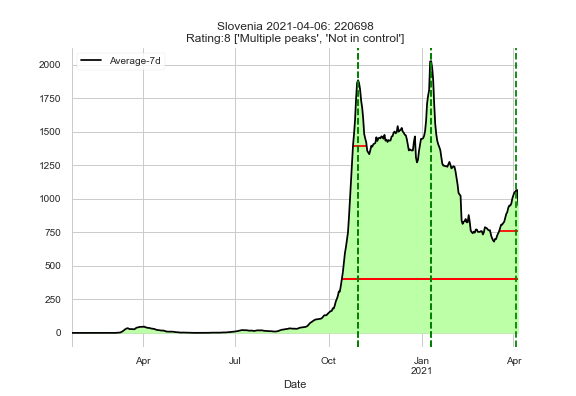 Slovenia 2021-04-06: 220698
Rating:8 ['Multiple peaks', 'Not in control']
Average-7d
2000
1750
1500
1250
1000
750
500
250
0
Apr
Jul
Oct
Jan
2021
Apr
Date